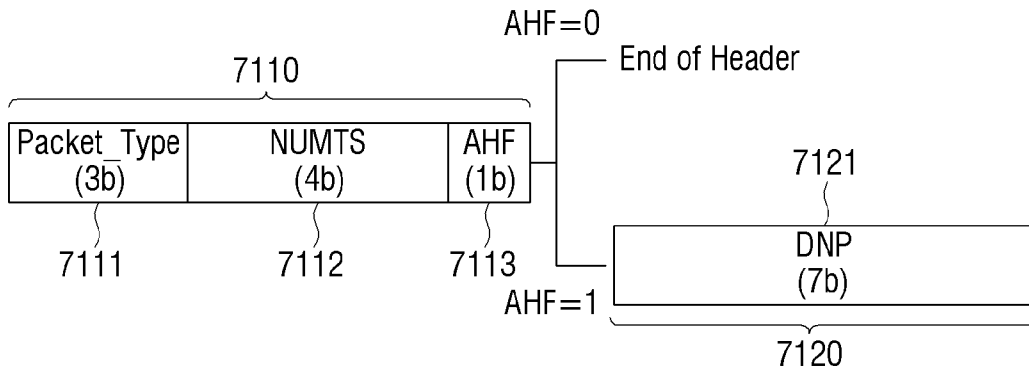 AHF=0
End of Header
7110
Packet_Type
(3b)
NUMTS
(4b)
AHF
(1b)
7111
7112
7113
7121
DNP
(7b)
AHF=1
7120